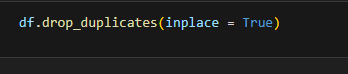 df.drop_duplicates(inplace = True)